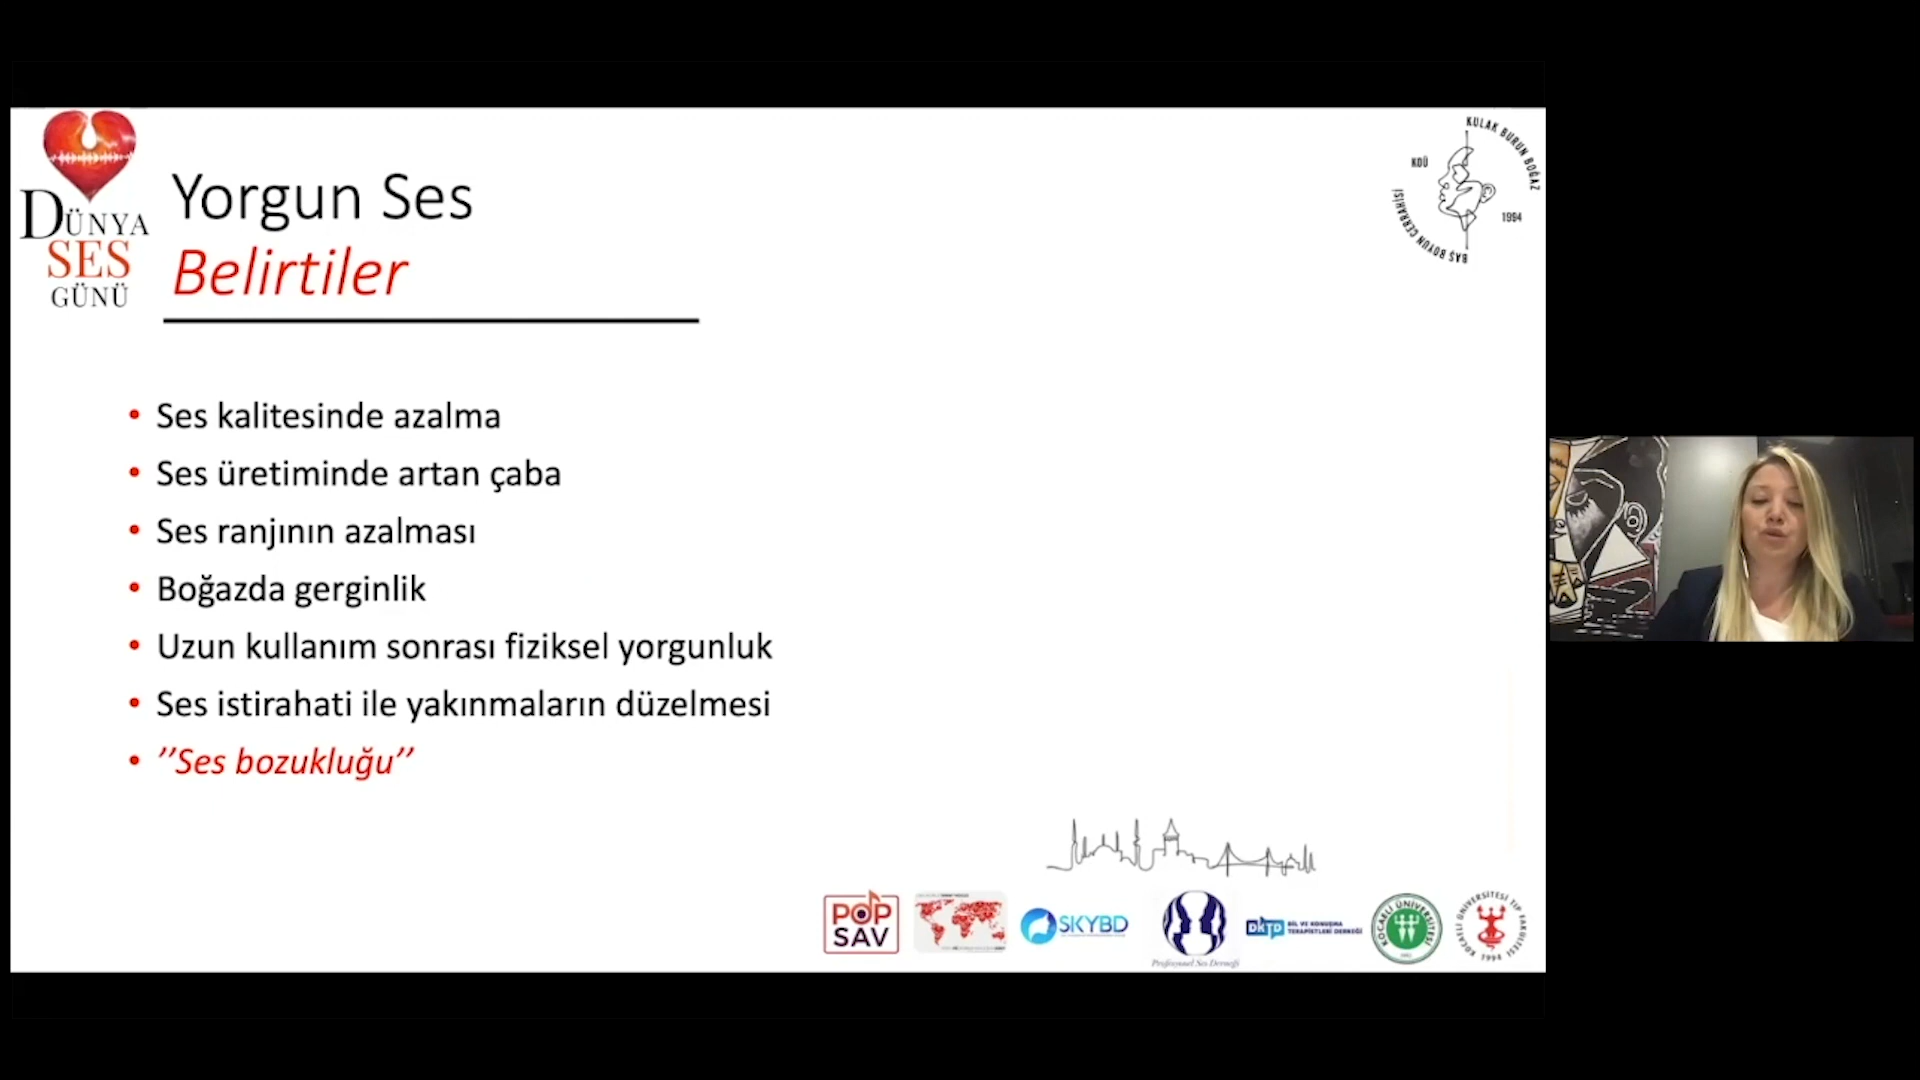 DÜNYA
SES
GÜNÜ
Yorgun Ses
Belirtiler
KULAK BURUN BOĞAZ
KOÜ
1994
BAŞ BOYUN CERRAHİSİ
• Ses kalitesinde azalma
• Ses üretiminde artan çaba
• Ses ranjının azalması
• Boğazda gerginlik
• Uzun kullanım sonrası fiziksel yorgunluk
• Ses istirahati ile yakınmaların düzelmesi
• ’’Ses bozukluğu’’
POP
SAV
SKYBD
Profesyonel Ses Derneği
DKTD
DİL VE KONUŞMA
TERAPİSTLERİ DERNEĞİ
KOCAELİ ÜNİVERSİTESİ
1992
KOCAELİ ÜNİVERSİTESİ TIP FAKÜLTESİ
1994